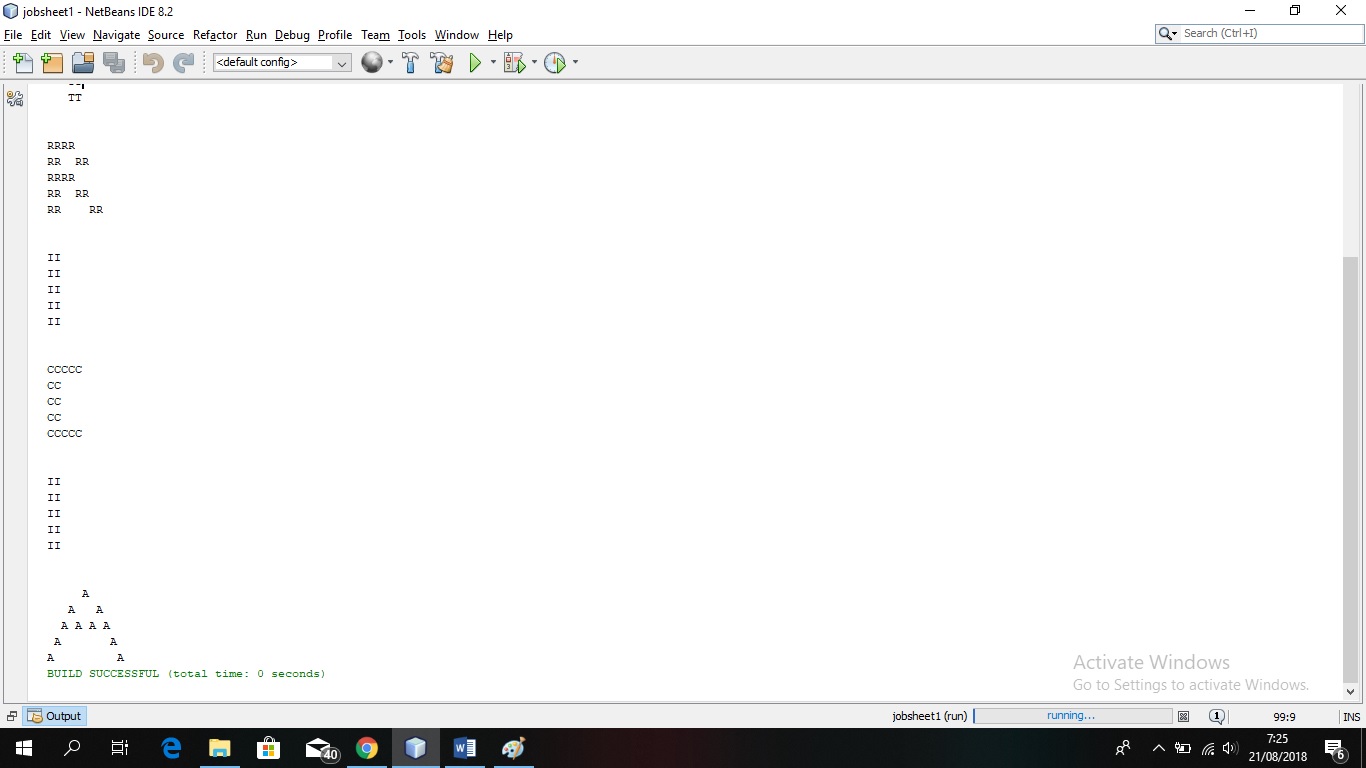 jobsheet1 - NetBeans IDE 8.2
File Edit View Navigate Source Refactor Run Debug Profile Team Tools Window Help
Search (Ctrl+I)
<default config>
   TT
RRRR
RR  RR
RRRR
RR  RR
RR    RR
II
II
II
II
II
CCCCC
CC
CC
CC
CCCCC
II
II
II
II
II
     A
   A   A
  A A A A
 A       A
A         A
BUILD SUCCESSFUL (total time: 0 seconds)
Activate Windows
Go to Settings to activate Windows.
Output
jobsheet1 (run)
running...
1
99:9
INS
40
7:25
21/08/2018
6